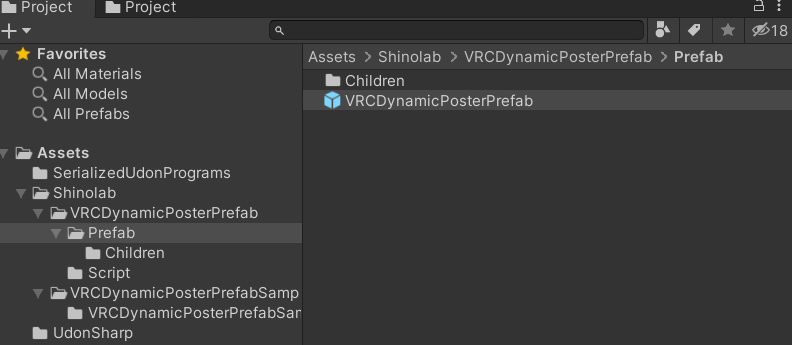 Project Project
18
Favorites
All Materials
All Models
All Prefabs
Assets
SerializedUdonPrograms
Shinolab
VRCDynamicPosterPrefab
Prefab
Children
Script
VRCDynamicPosterPrefabSamp
VRCDynamicPosterPrefabSam
UdonSharp
Assets > Shinolab > VRCDynamicPosterPrefab > Prefab
Children
VRCDynamicPosterPrefab